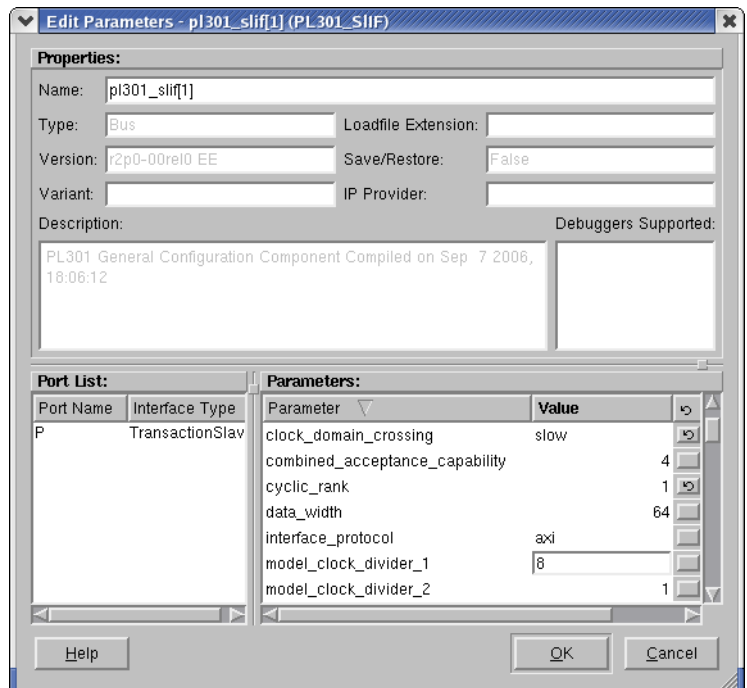 Edit Parameters - pl301_slif[1] (PL301_SlIF)
Properties:
Name: pl301_slif[1]
Type: Bus Loadfile Extension:
Version: r2p0-00rel0 EE Save/Restore: False
Variant: IP Provider:
Description: Debuggers Supported:
PL301 General Configuration Component Compiled on Sep 7 2006,
18:06:12
Port List: Parameters:
Port Name Interface Type Parameter Value
P TransactionSlav clock_domain_crossing slow
combined_acceptance_capability 4
cyclic_rank 1
data_width 64
interface_protocol axi
model_clock_divider_1 8
model_clock_divider_2 1
Help OK Cancel